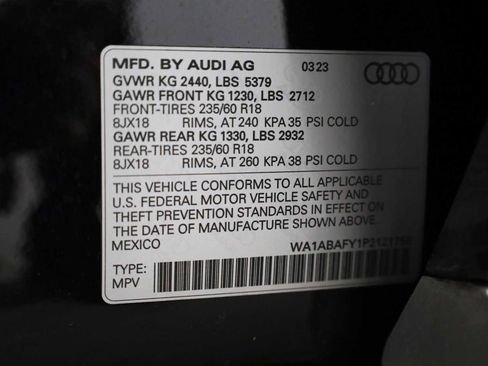 MFD. BY AUDI AG 03 23
GVWR KG 2440, LBS 5379
GAWR FRONT KG 1230, LBS 2712
FRONT-TIRES 235/60 R18
8JX18 RIMS, AT 240 KPA 35 PSI COLD
GAWR REAR KG 1330, LBS 2932
REAR-TIRES 235/60 R18
8JX18 RIMS, AT 260 KPA 38 PSI COLD
THIS VEHICLE CONFORMS TO ALL APPLICABLE
U.S. FEDERAL MOTOR VEHICLE SAFETY AND
THEFT PREVENTION STANDARDS IN EFFECT ON
THE DATE OF MANUFACTURE SHOWN ABOVE.
MEXICO
TYPE:
MPV